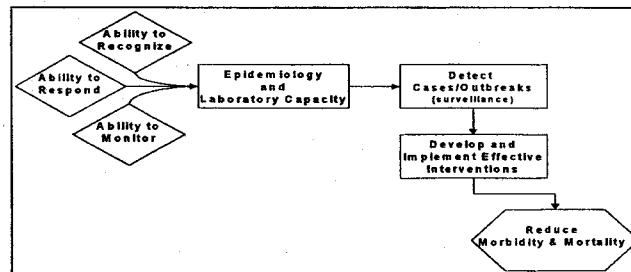 Ability to
Recognize
Ability to
Respond
Ability to
Monitor
Epidemiology
and
Laboratory Capacity
Detect
Cases/Outbreaks
(surveillance)
Develop and
Implement Effective
Interventions
Reduce
Morbidity & Mortality